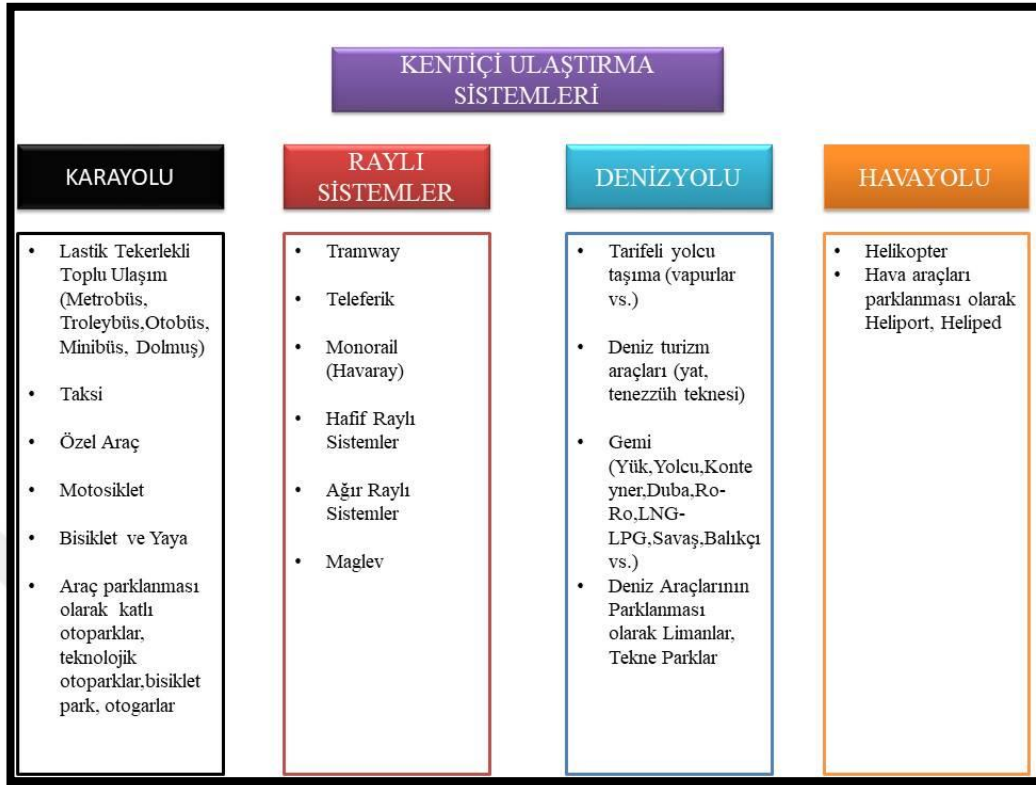 KENTİÇİ ULAŞTIRMA
SİSTEMLERİ
KARAYOLU
• Lastik Tekerlekli
Toplu Ulaşım
(Metrobüs,
Troleybüs,Otobüs,
Minibüs, Dolmuş)
• Taksi
• Özel Araç
• Motosiklet
• Bisiklet ve Yaya
• Araç parklanması
olarak katlı
otoparklar,
teknolojik
otoparklar,bisiklet
park, otogarlar
RAYLI
SİSTEMLER
• Tramway
• Teleferik
• Monorail
(Havaray)
• Hafif Raylı
Sistemler
• Ağır Raylı
Sistemler
• Maglev
DENİZYOLU
• Tarifeli yolcu
taşıma (vapurlar
vs.)
• Deniz turizm
araçları (yat,
tenezzüh teknesi)
• Gemi
(Yük,Yolcu,Konte
yner,Duba,Ro-
Ro,LNG-
LPG,Savaş,Balıkçı
vs.)
• Deniz Araçlarının
Parklanması
olarak Limanlar,
Tekne Parklar
HAVAYOLU
• Helikopter
• Hava araçları
parklanması olarak
Heliport, Heliped